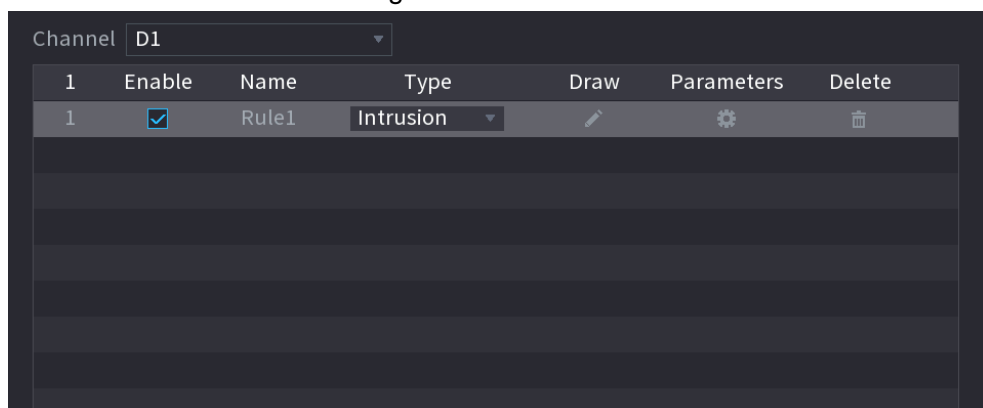 Channel D1
1 Enable Name Type Draw Parameters Delete
1 Rule1 Intrusion